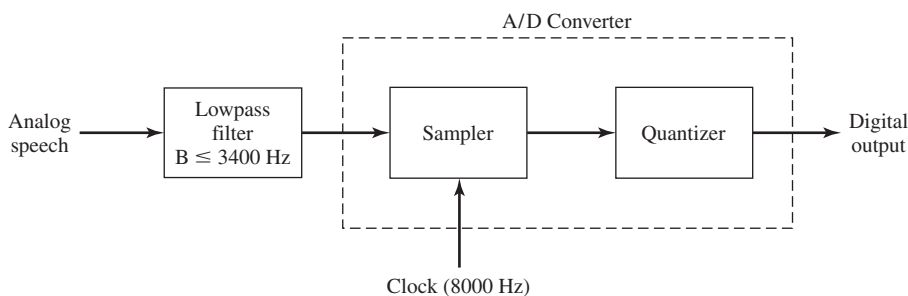 A/D Converter
Analog
speech
Lowpass
filter
B ≤ 3400 Hz
Sampler
Quantizer
Digital
output
Clock (8000 Hz)